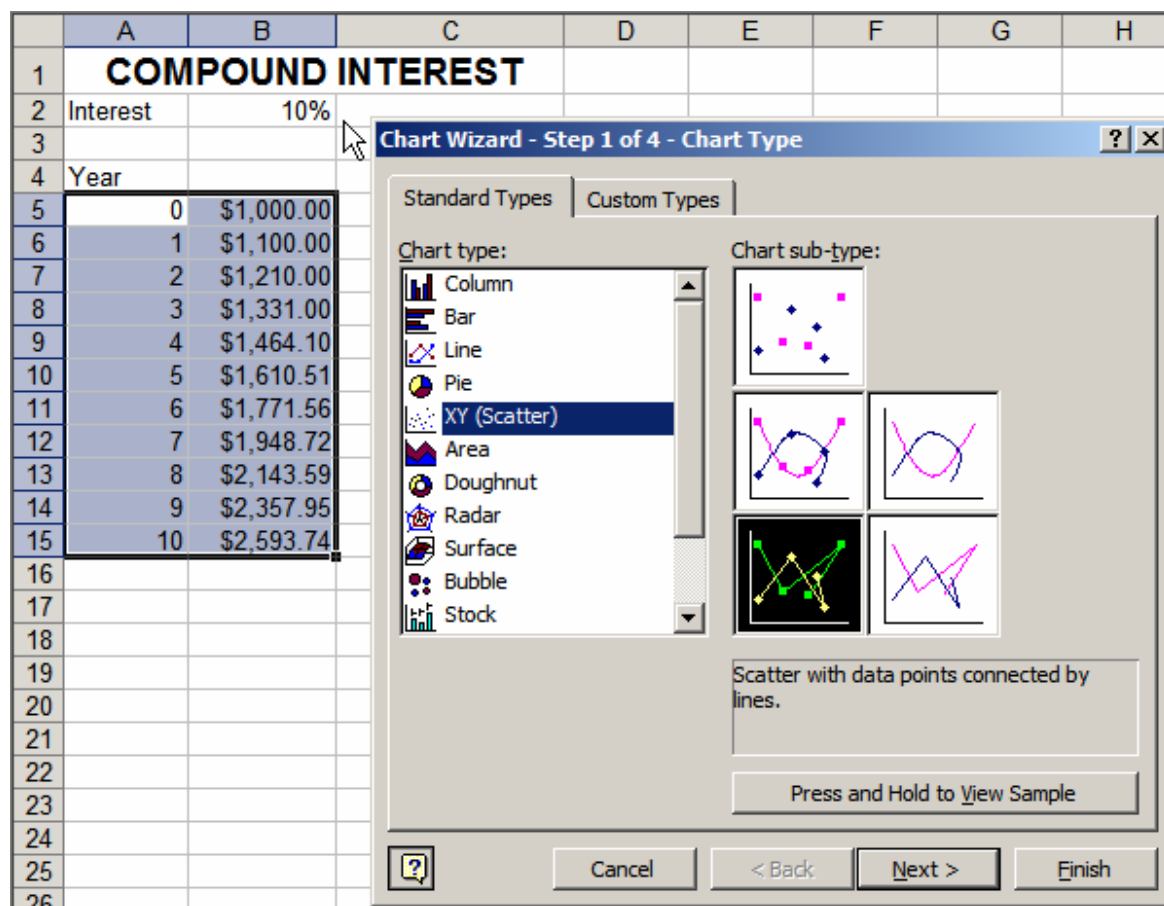 A B C D E F G H
1 COMPOUND INTEREST
2 Interest 10%
3
4 Year
5 0 $1,000.00
6 1 $1,100.00
7 2 $1,210.00
8 3 $1,331.00
9 4 $1,464.10
10 5 $1,610.51
11 6 $1,771.56
12 7 $1,948.72
13 8 $2,143.59
14 9 $2,357.95
15 10 $2,593.74
16
17
18
19
20
21
22
23
24
25
26
Chart Wizard - Step 1 of 4 - Chart Type
Standard Types Custom Types
Chart type:
Column
Bar
Line
Pie
XY (Scatter)
Area
Doughnut
Radar
Surface
Bubble
Stock
Chart sub-type:
Scatter with data points connected by
lines.
Press and Hold to View Sample
Cancel < Back Next > Finish